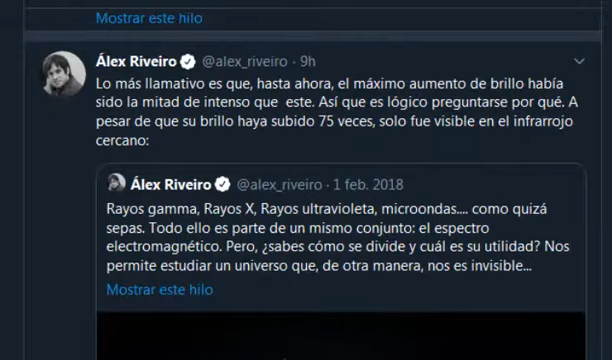 Mostrar este hilo
Álex Riveiro @alex_riveiro · 9h
Lo más llamativo es que, hasta ahora, el máximo aumento de brillo había
sido la mitad de intenso que este. Así que es lógico preguntarse por qué. A
pesar de que su brillo haya subido 75 veces, solo fue visible en el infrarrojo
cercano:
Álex Riveiro @alex_riveiro · 1 feb. 2018
Rayos gamma, Rayos X, Rayos ultravioleta, microondas.... como quizá
sepas. Todo ello es parte de un mismo conjunto: el espectro
electromagnético. Pero, ¿sabes cómo se divide y cuál es su utilidad? Nos
permite estudiar un universo que, de otra manera, nos es invisible...
Mostrar este hilo